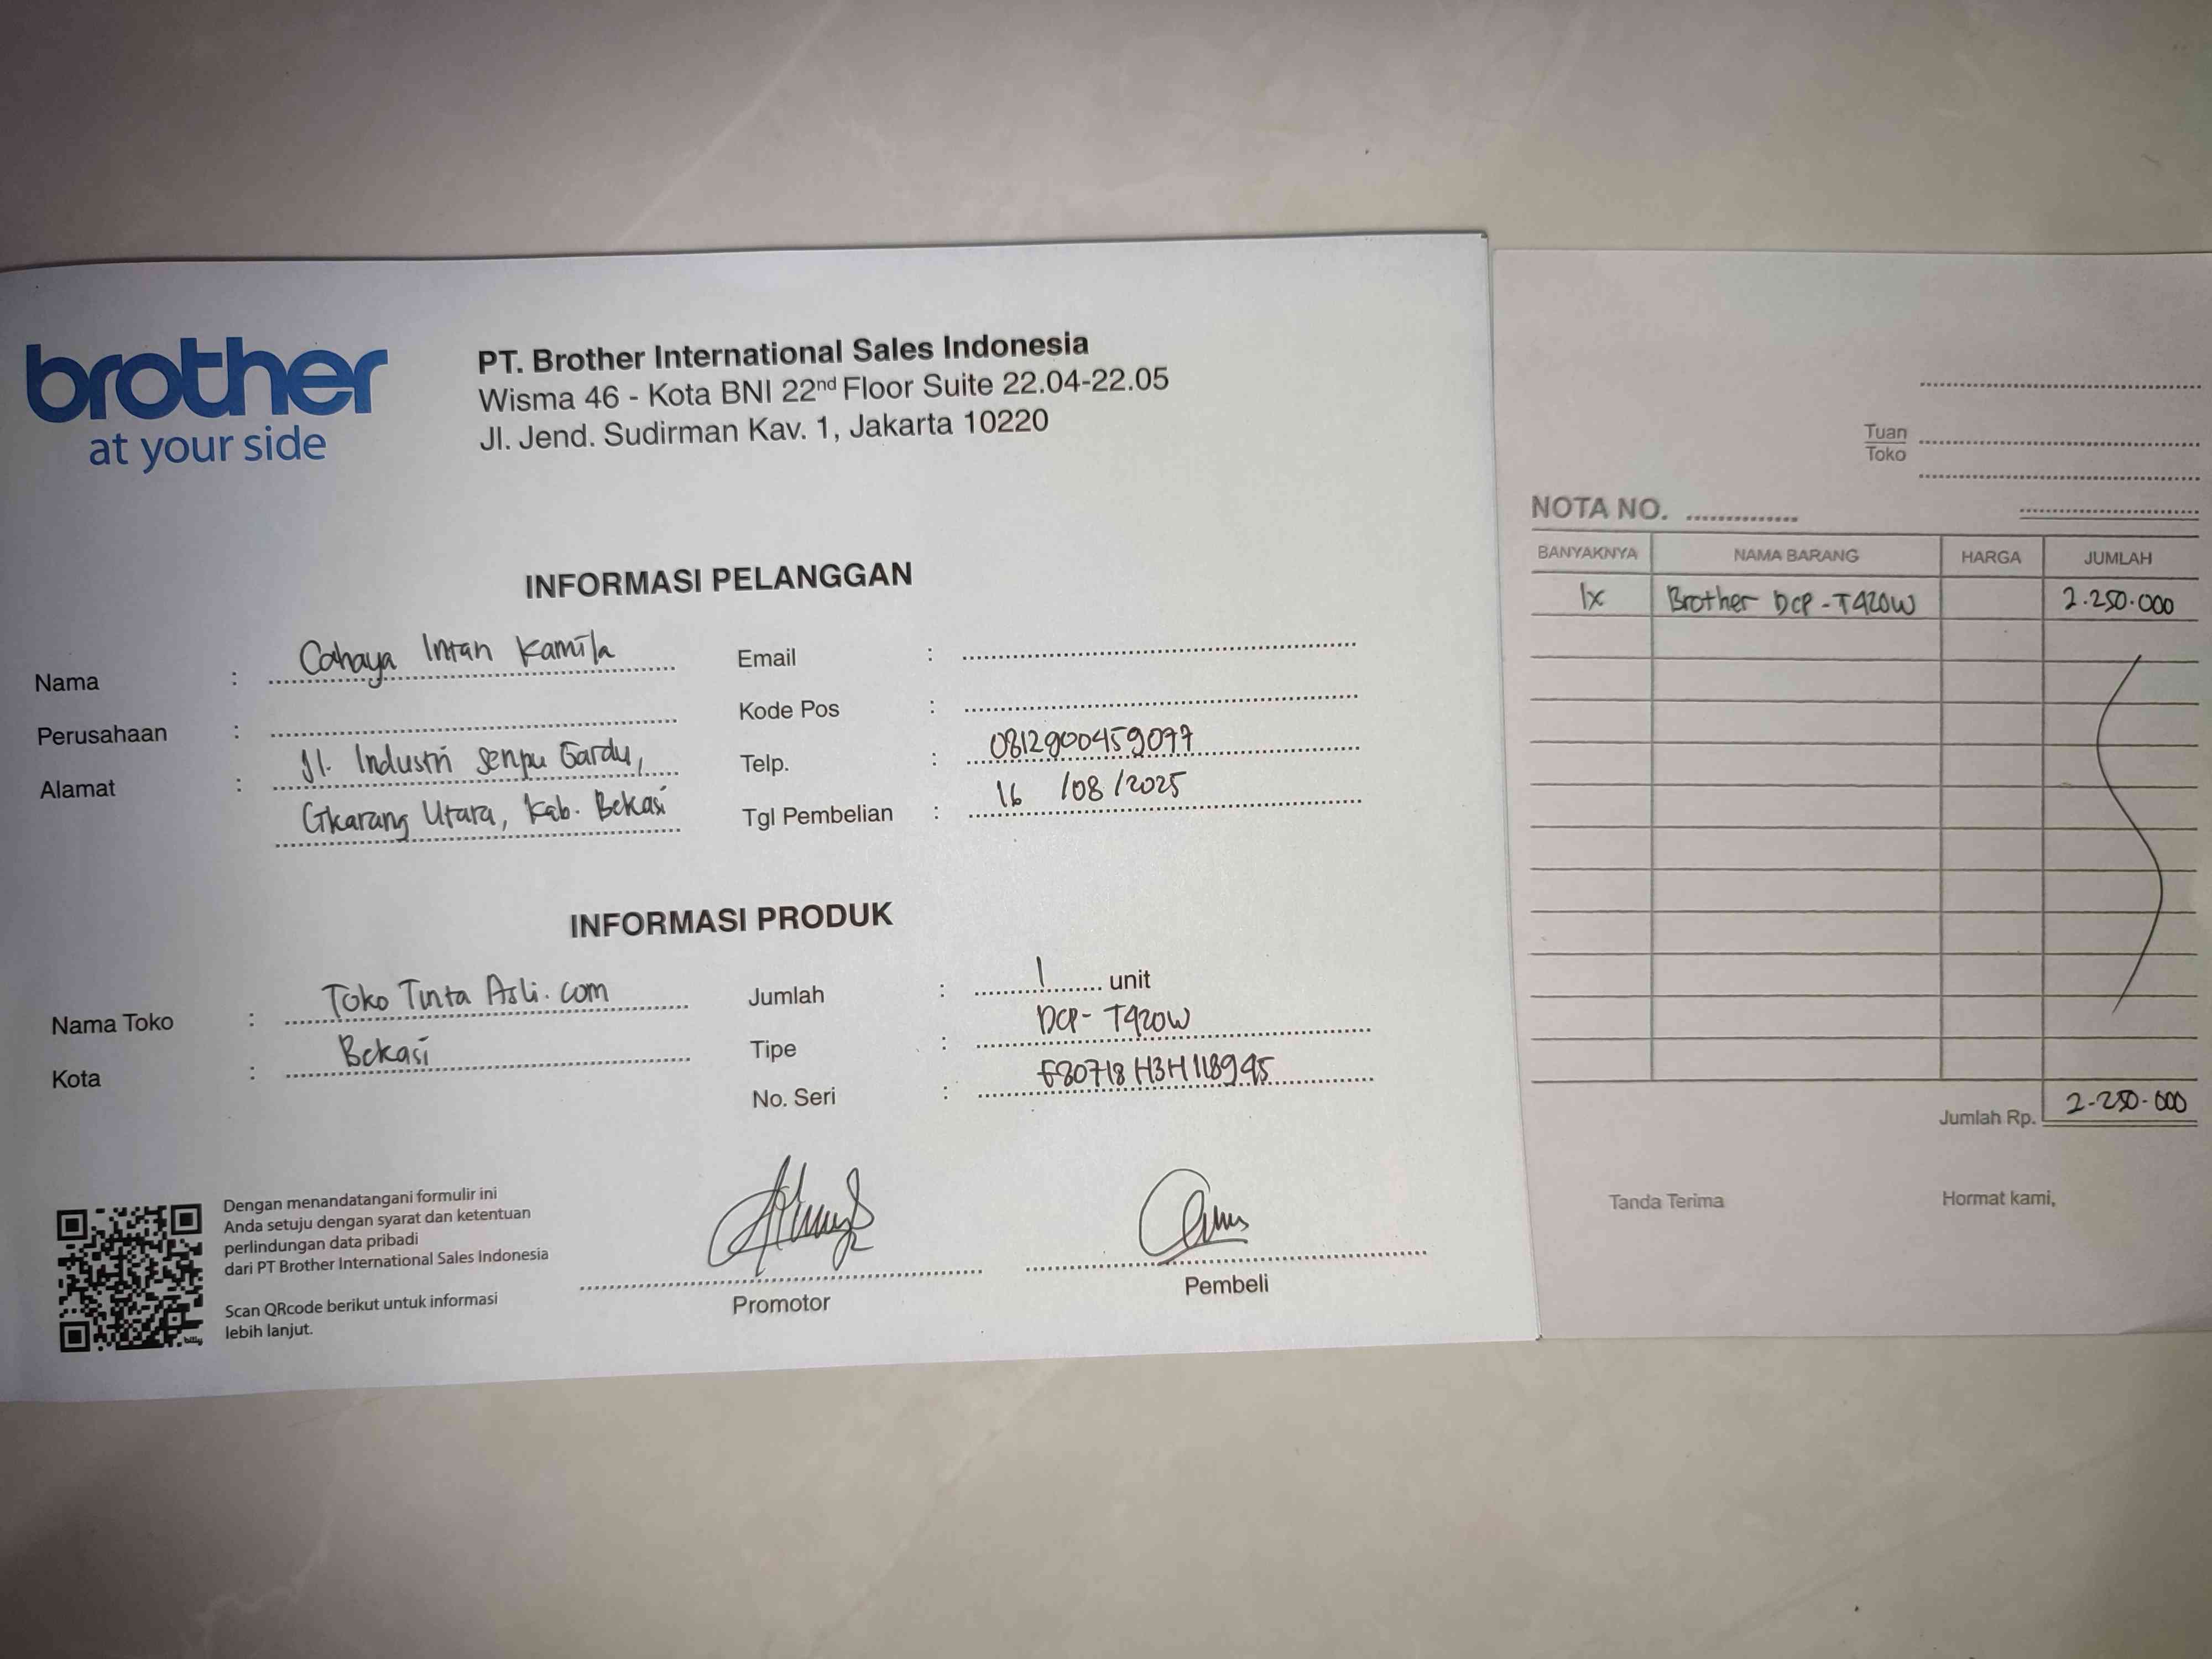 brother
at your side
PT. Brother International Sales Indonesia
Wisma 46 - Kota BNI 22nd Floor Suite 22.04-22.05
Jl. Jend. Sudirman Kav. 1, Jakarta 10220
INFORMASI PELANGGAN
Nama : Cahaya Intan Kamila
Perusahaan :
Alamat : Jl. Industri Senpu Gardu,
Gkarang Utara, Kab. Bekasi
Email :
Kode Pos :
Telp. : 0812900459077
Tgl Pembelian : 16 /08/2025
INFORMASI PRODUK
Nama Toko : Toko Tinta Asli.com
Kota : Bekasi
Jumlah : 1 unit
Tipe : DCP-T420W
No. Seri : E80718H3H118945
Dengan menandatangani formulir ini
Anda setuju dengan syarat dan ketentuan
perlindungan data pribadi
dari PT Brother International Sales Indonesia
Scan QRcode berikut untuk informasi
lebih lanjut.
Promotor
Pembeli
Tuan
Toko
NOTA NO.
BANYAKNYA NAMA BARANG HARGA JUMLAH
1x Brother DCP-T420W 2.250.000
Jumlah Rp. 2.250.000
Tanda Terima Hormat kami,